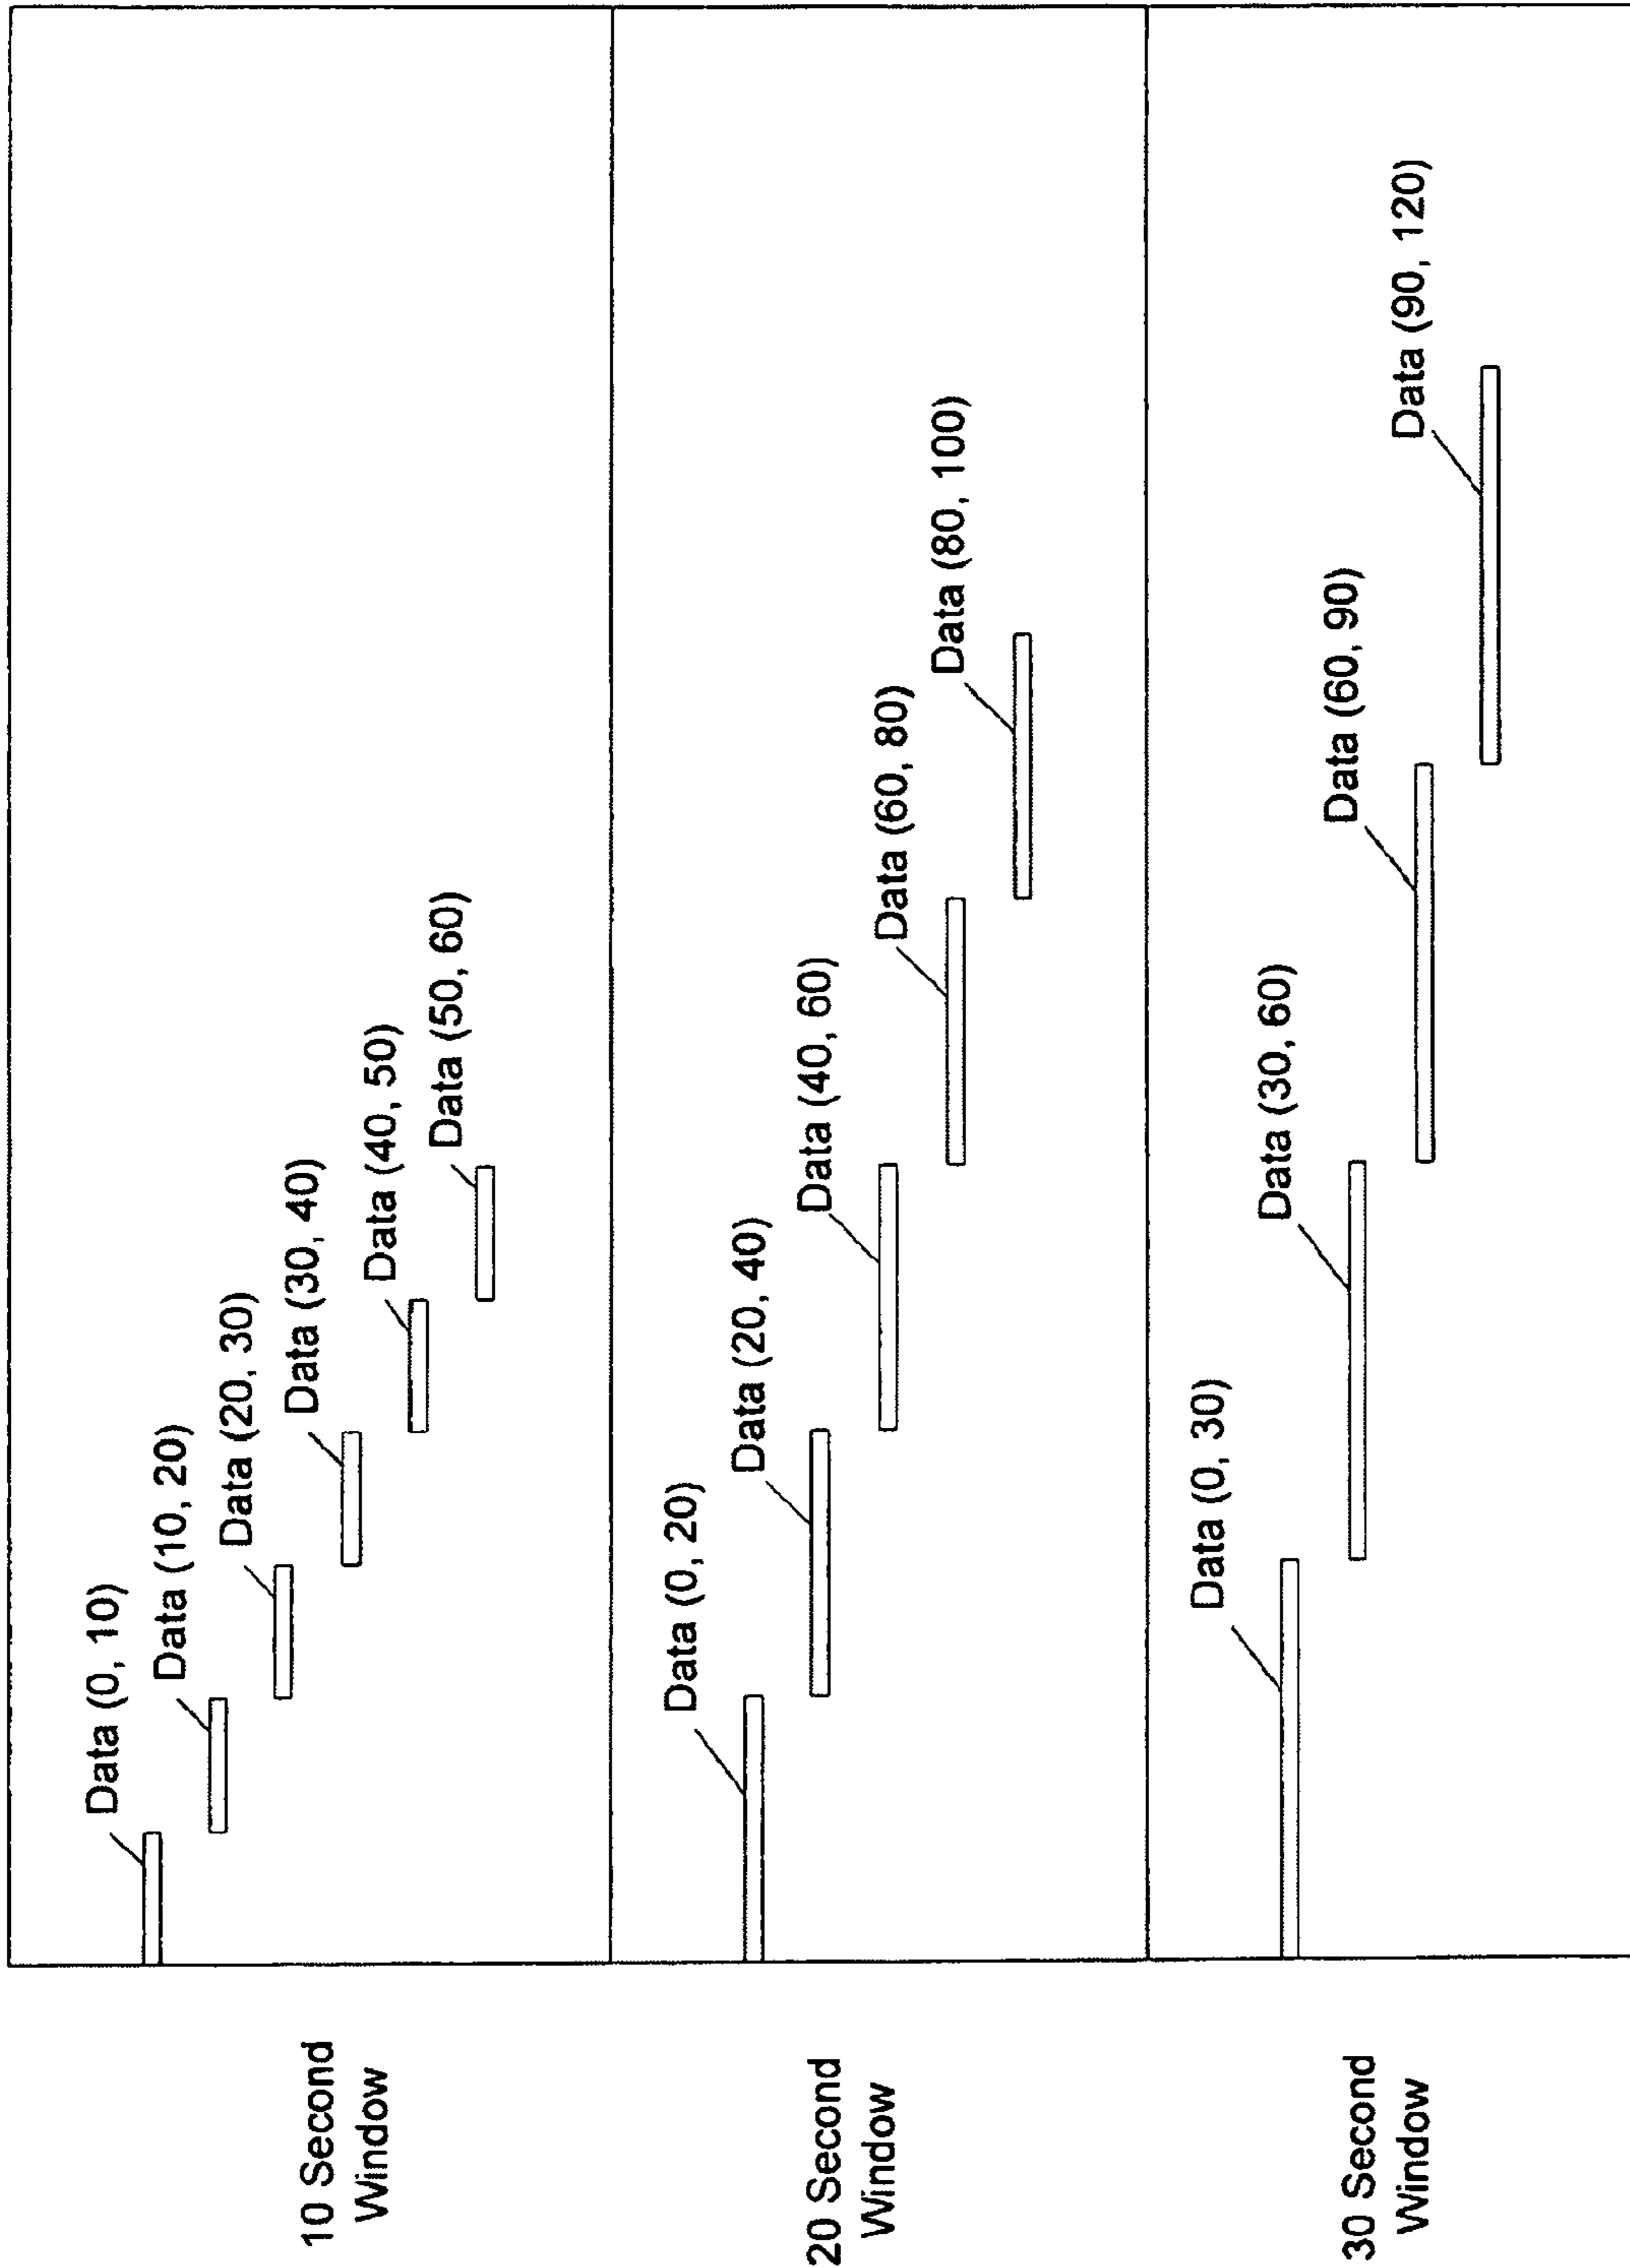 10 Second
Window
Data (0, 10)
Data (10, 20)
Data (20, 30)
Data (30, 40)
Data (40, 50)
Data (50, 60)
20 Second
Window
Data (0, 20)
Data (20, 40)
Data (40, 60)
Data (60, 80)
Data (80, 100)
30 Second
Window
Data (0, 30)
Data (30, 60)
Data (60, 90)
Data (90, 120)